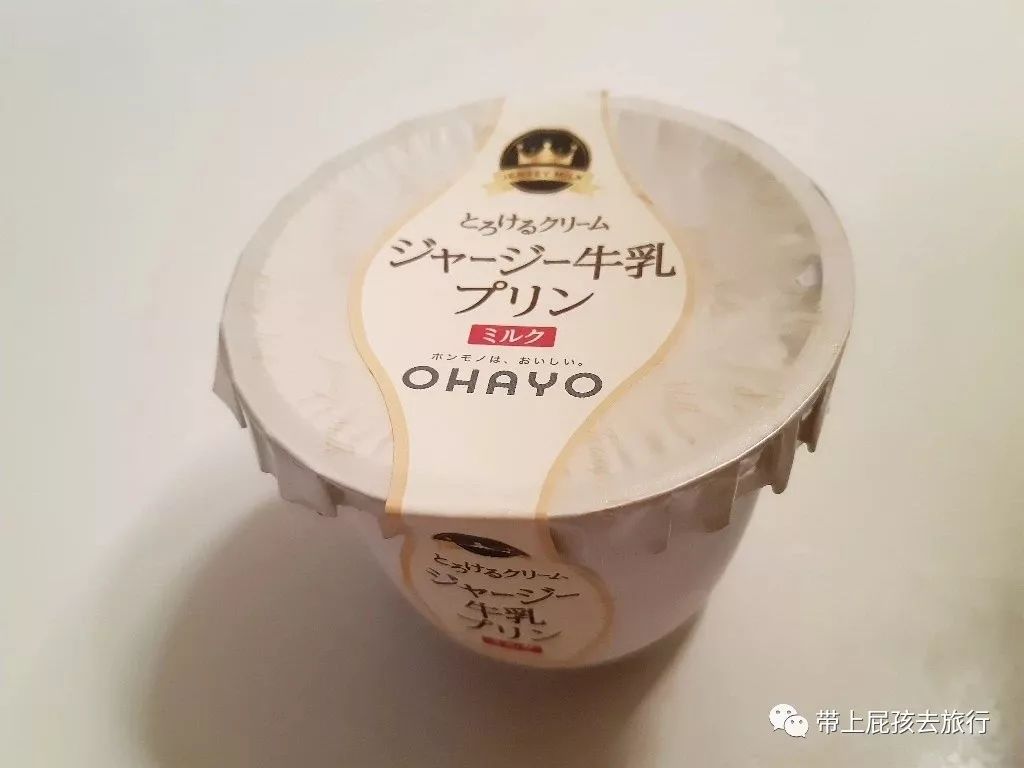 JERSEY MILK
とろけるクリーム
ジャージー牛乳
プリン
ミルク
ホンモノは、おいしい。
OHAYO
とろけるクリーム
ジャージー
牛乳
プリン
带上屁孩去旅行